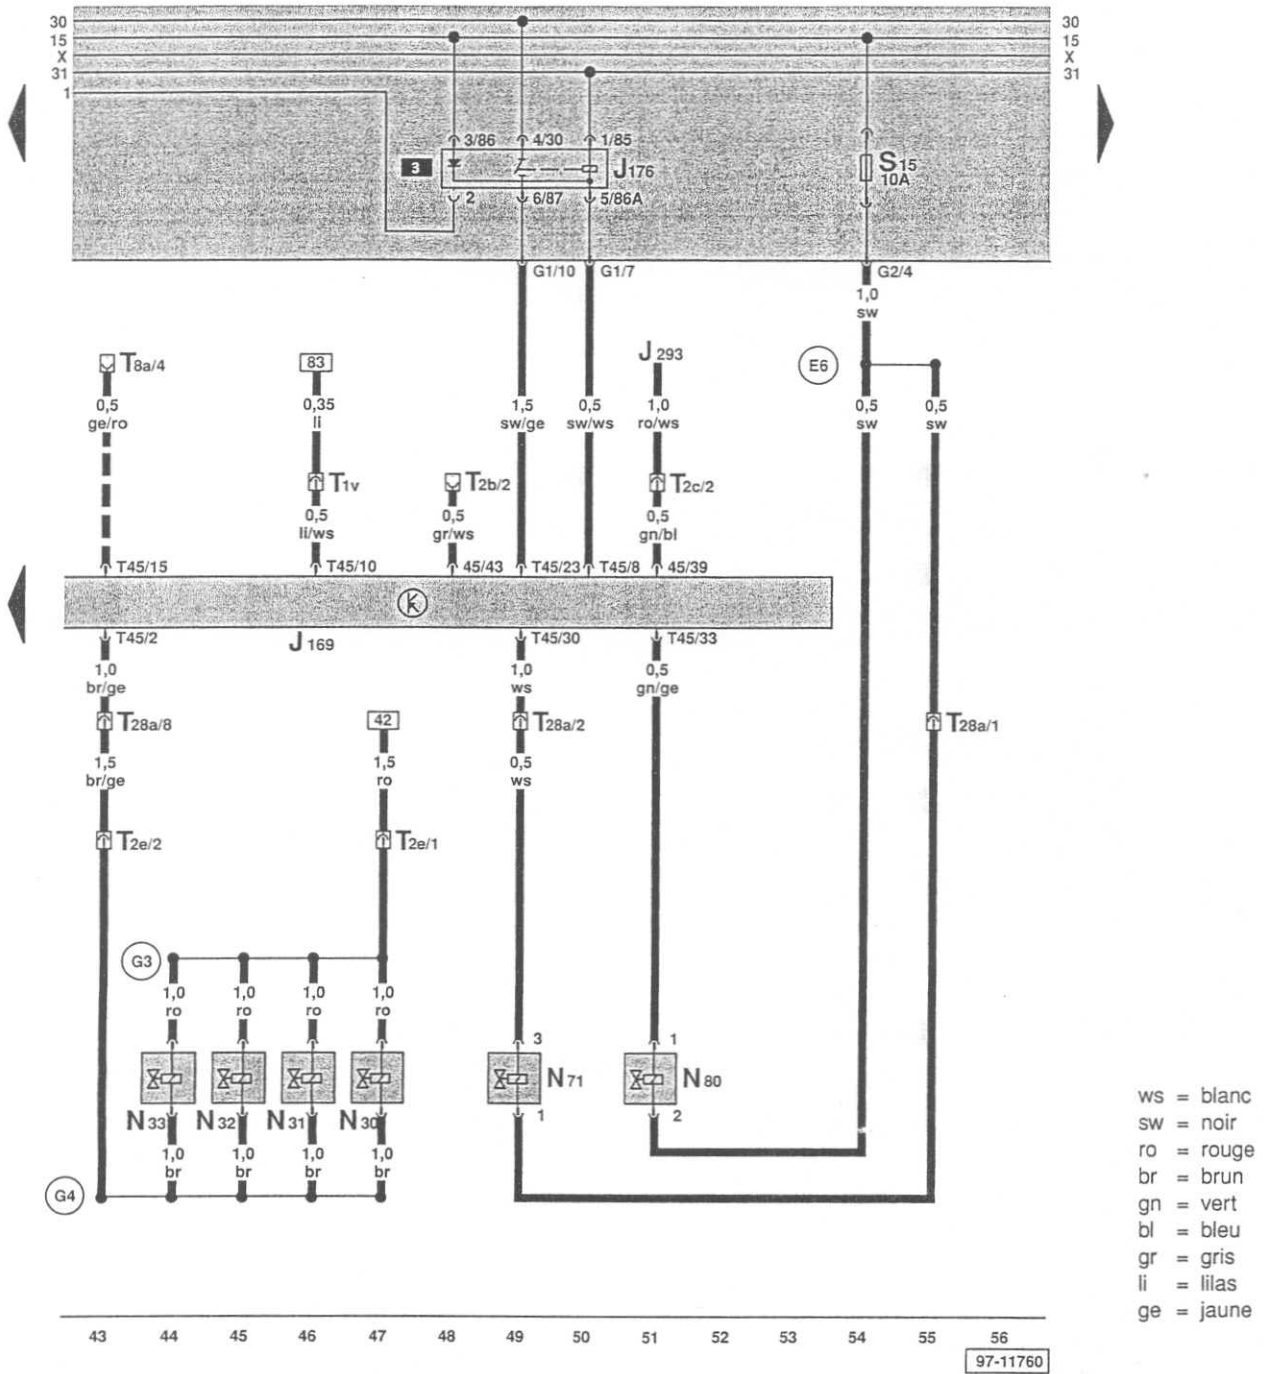 30 30
15 15
X X
31 31
1
3/86 4/30 1/85
3 J176 S15
10A
2 6/87 5/86A
G1/10 G1/7 G2/4
1,0
sw
T8a/4 83 J 293 E6
0,5 0,35 1,5 0,5 1,0 0,5 0,5
ge/ro li sw/ge sw/ws ro/ws sw sw
T1v T2b/2 T2c/2
0,5 0,5 0,5
li/ws gr/ws gn/bl
T45/15 T45/10 45/43 T45/23 T45/8 45/39
T45/2 J 169 T45/30 T45/33
1,0 1,0 0,5
br/ge ws gn/ge
T28a/8 42 T28a/2 T28a/1
1,5 1,5 0,5
br/ge ro ws
T2e/2 T2e/1
G3
1,0 1,0 1,0 1,0
ro ro ro ro
3 1
N 71 N 80
N 33 N 32 N 31 N 30 1 2
1,0 1,0 1,0 1,0
br br br br
G4
ws = blanc
sw = noir
ro = rouge
br = brun
gn = vert
bl = bleu
gr = gris
li = lilas
ge = jaune
43 44 45 46 47 48 49 50 51 52 53 54 55 56
97-11760